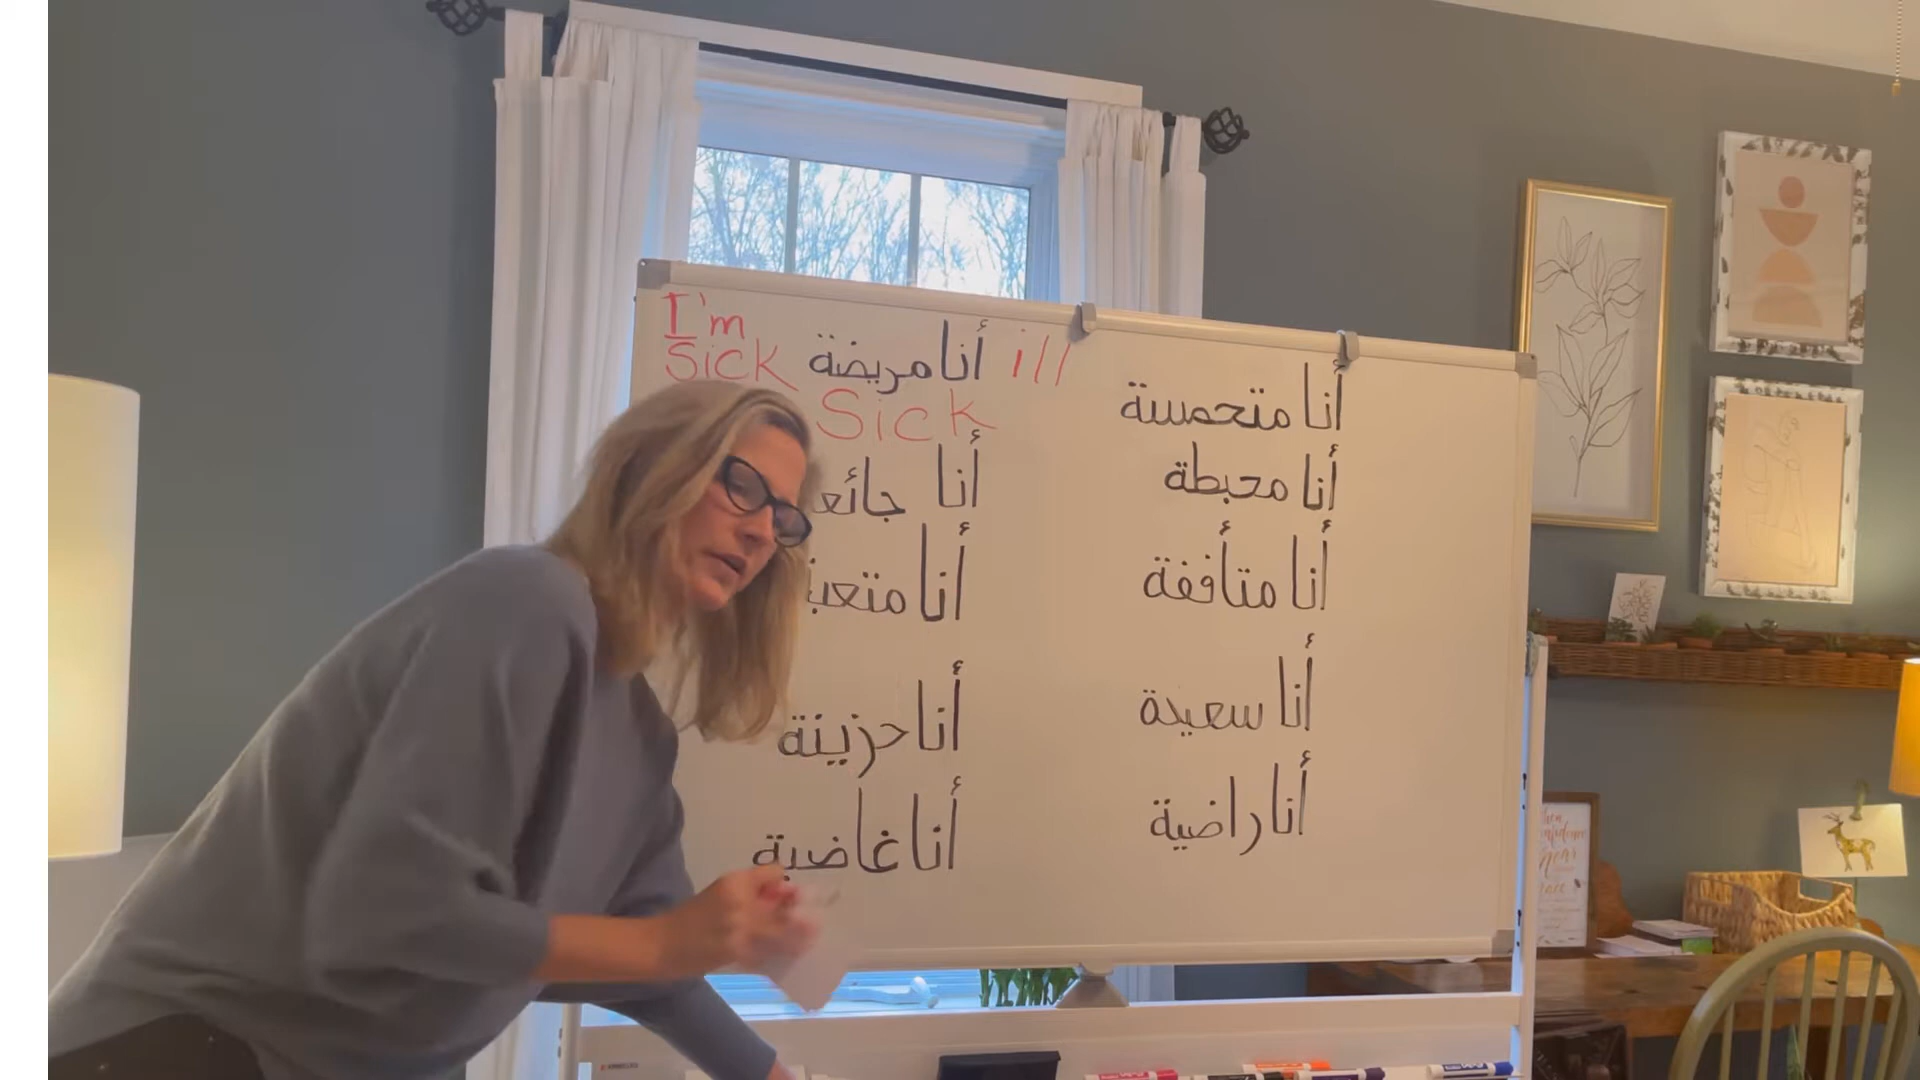 I'm
Sick أنا مريضة ill
Sick
أنا
أنا
أنا حزينة
أنا غاضبة
أنا متحمسة
أنا محبطة
أنا متأففة
أنا سعيدة
أنا راضية